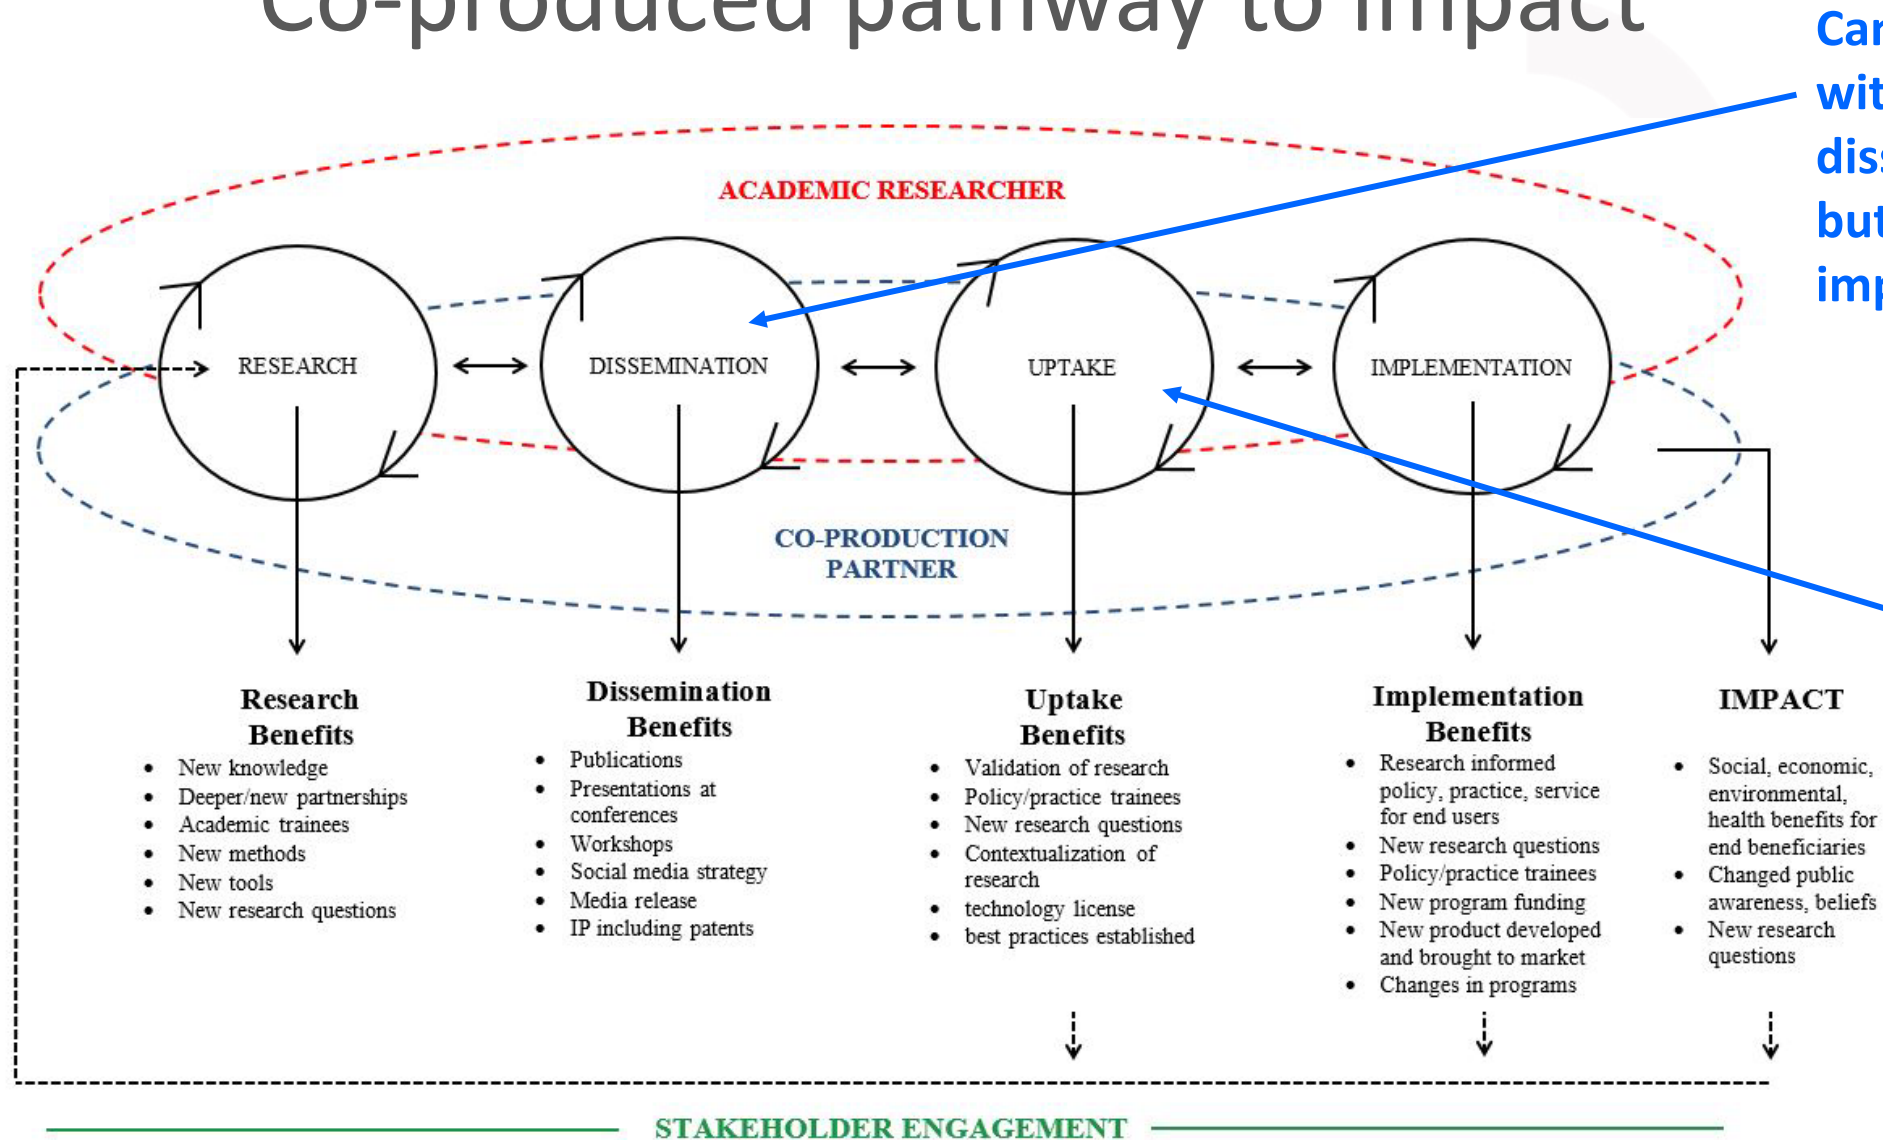 Co-produced pathway to impact
ACADEMIC RESEARCHER
RESEARCH
DISSEMINATION
UPTAKE
IMPLEMENTATION
CO-PRODUCTION
PARTNER
Research
Benefits
• New knowledge
• Deeper/new partnerships
• Academic trainees
• New methods
• New tools
• New research questions
Dissemination
Benefits
• Publications
• Presentations at
conferences
• Workshops
• Social media strategy
• Media release
• IP including patents
Uptake
Benefits
• Validation of research
• Policy/practice trainees
• New research questions
• Contextualization of
research
• technology license
• best practices established
Implementation
Benefits
• Research informed
policy, practice, service
for end users
• New research questions
• Policy/practice trainees
• New program funding
• New product developed
and brought to market
• Changes in programs
IMPACT
• Social, economic,
environmental,
health benefits for
end beneficiaries
• Changed public
awareness, beliefs
• New research
questions
STAKEHOLDER ENGAGEMENT